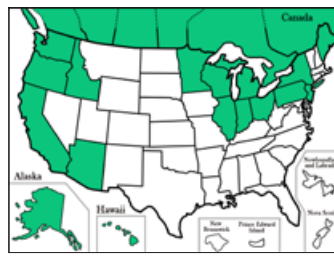 Canada
Alaska
Hawaii
New
Brunswick
Prince Edward
Island
Newfoundland
and Labrador
Nova Scotia